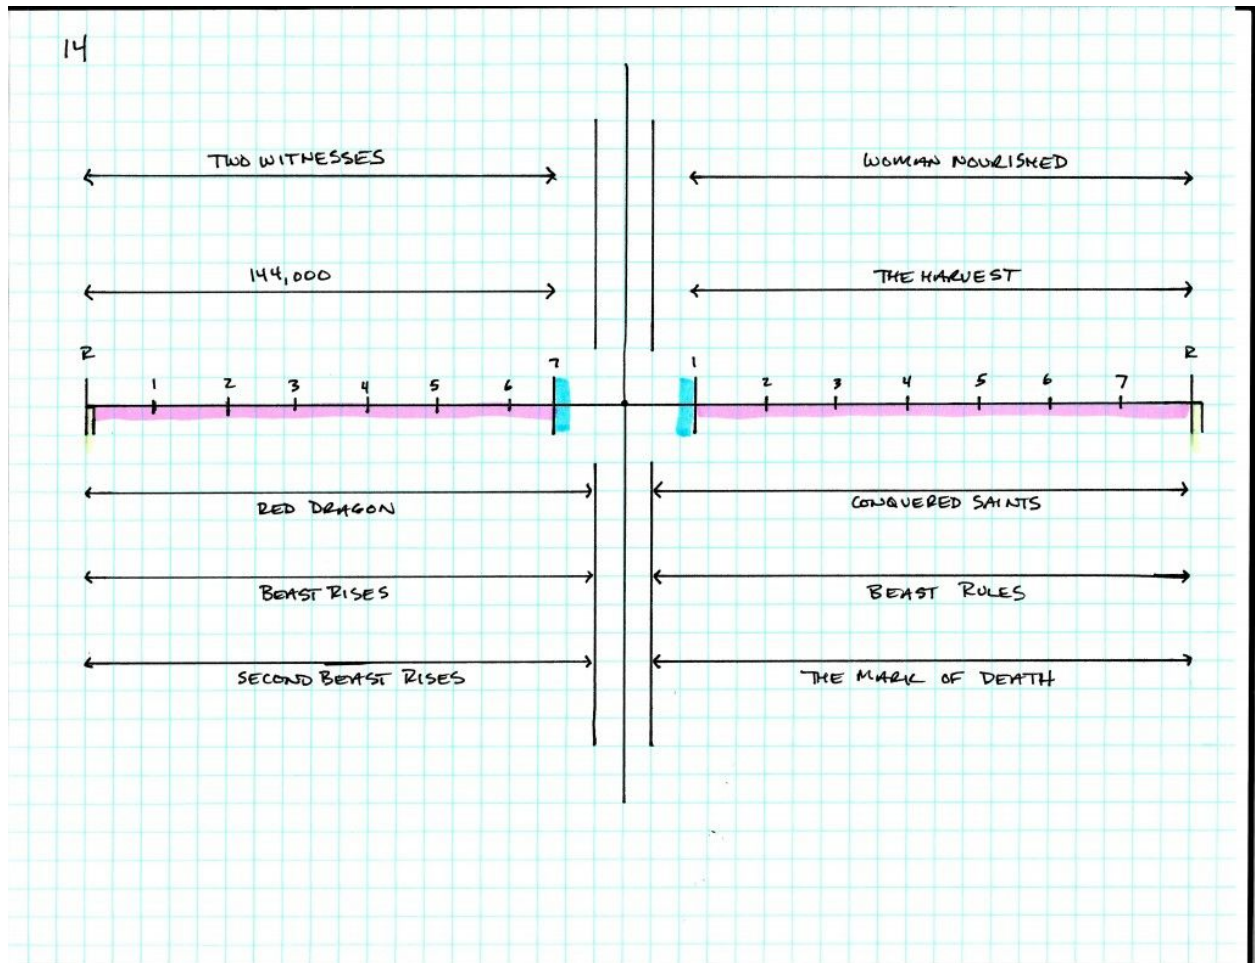 14
TWO WITNESSES
WOMAN NOURISHED
144,000
THE HARVEST
R 1 2 3 4 5 6 7 1 2 3 4 5 6 7 R
RED DRAGON
CONQUERED SAINTS
BEAST RISES
BEAST RULES
SECOND BEAST RISES
THE MARK OF DEATH